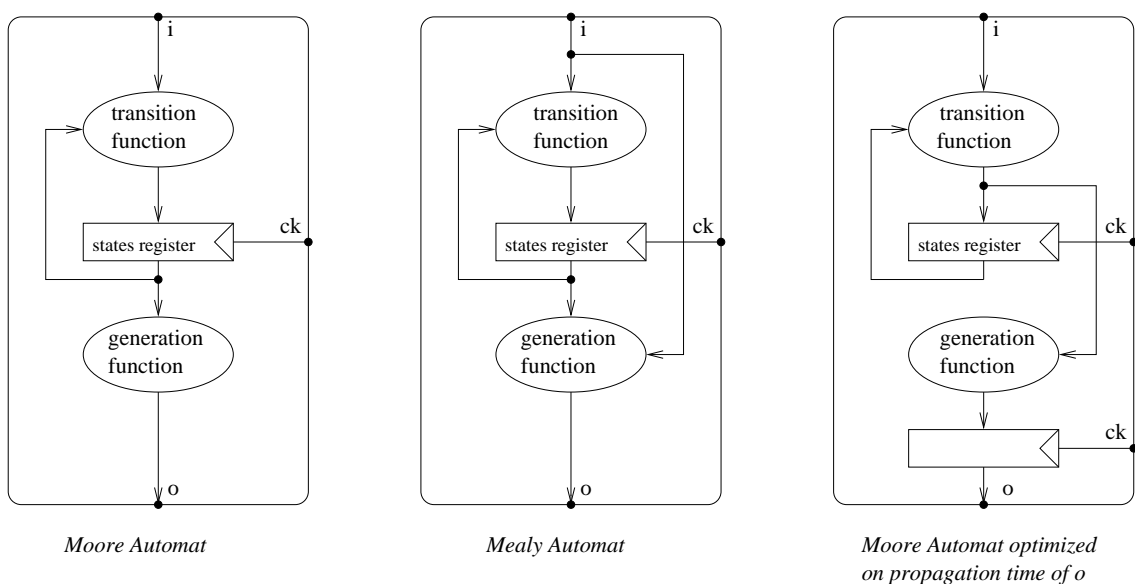 i
transition
function
ck
states register
generation
function
o
Moore Automat
i
transition
function
ck
states register
generation
function
o
Mealy Automat
i
transition
function
ck
states register
generation
function
ck
o
Moore Automat optimized
on propagation time of o